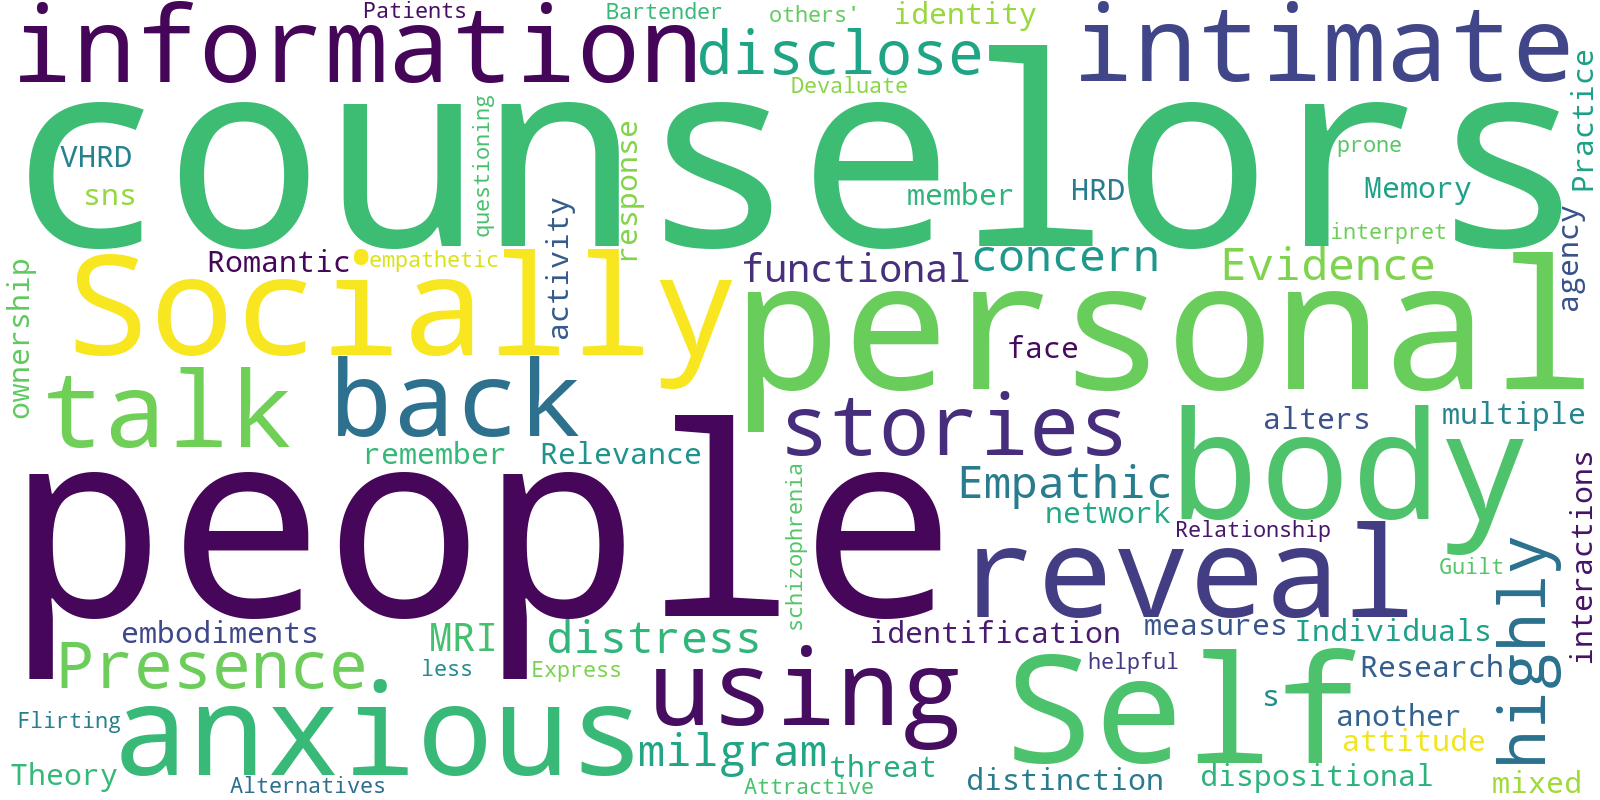 Patients
Bartender
others'
identity
information
disclose
intimate
Devaluate
Practice
counselors
questioning
response
VHRD
sns
member
HRD
prone
Memory
activity
agency
interpret
Romantic
empathetic
functional
concern
Evidence
ownership
Socially
personal
face
talk
back
stories
alters
multiple
body
remember
Relevance
people
schizophrenia
Empathic
network
Relationship
interactions
reveal
Guilt
highly
embodiments
MRI
distress
identification
measures
Individuals
Presence
less
Express
using
helpful
Self
Research
s
Flirting
anxious
another
milgram
attitude
Theory
Alternatives
threat
Attractive
distinction
dispositional
mixed